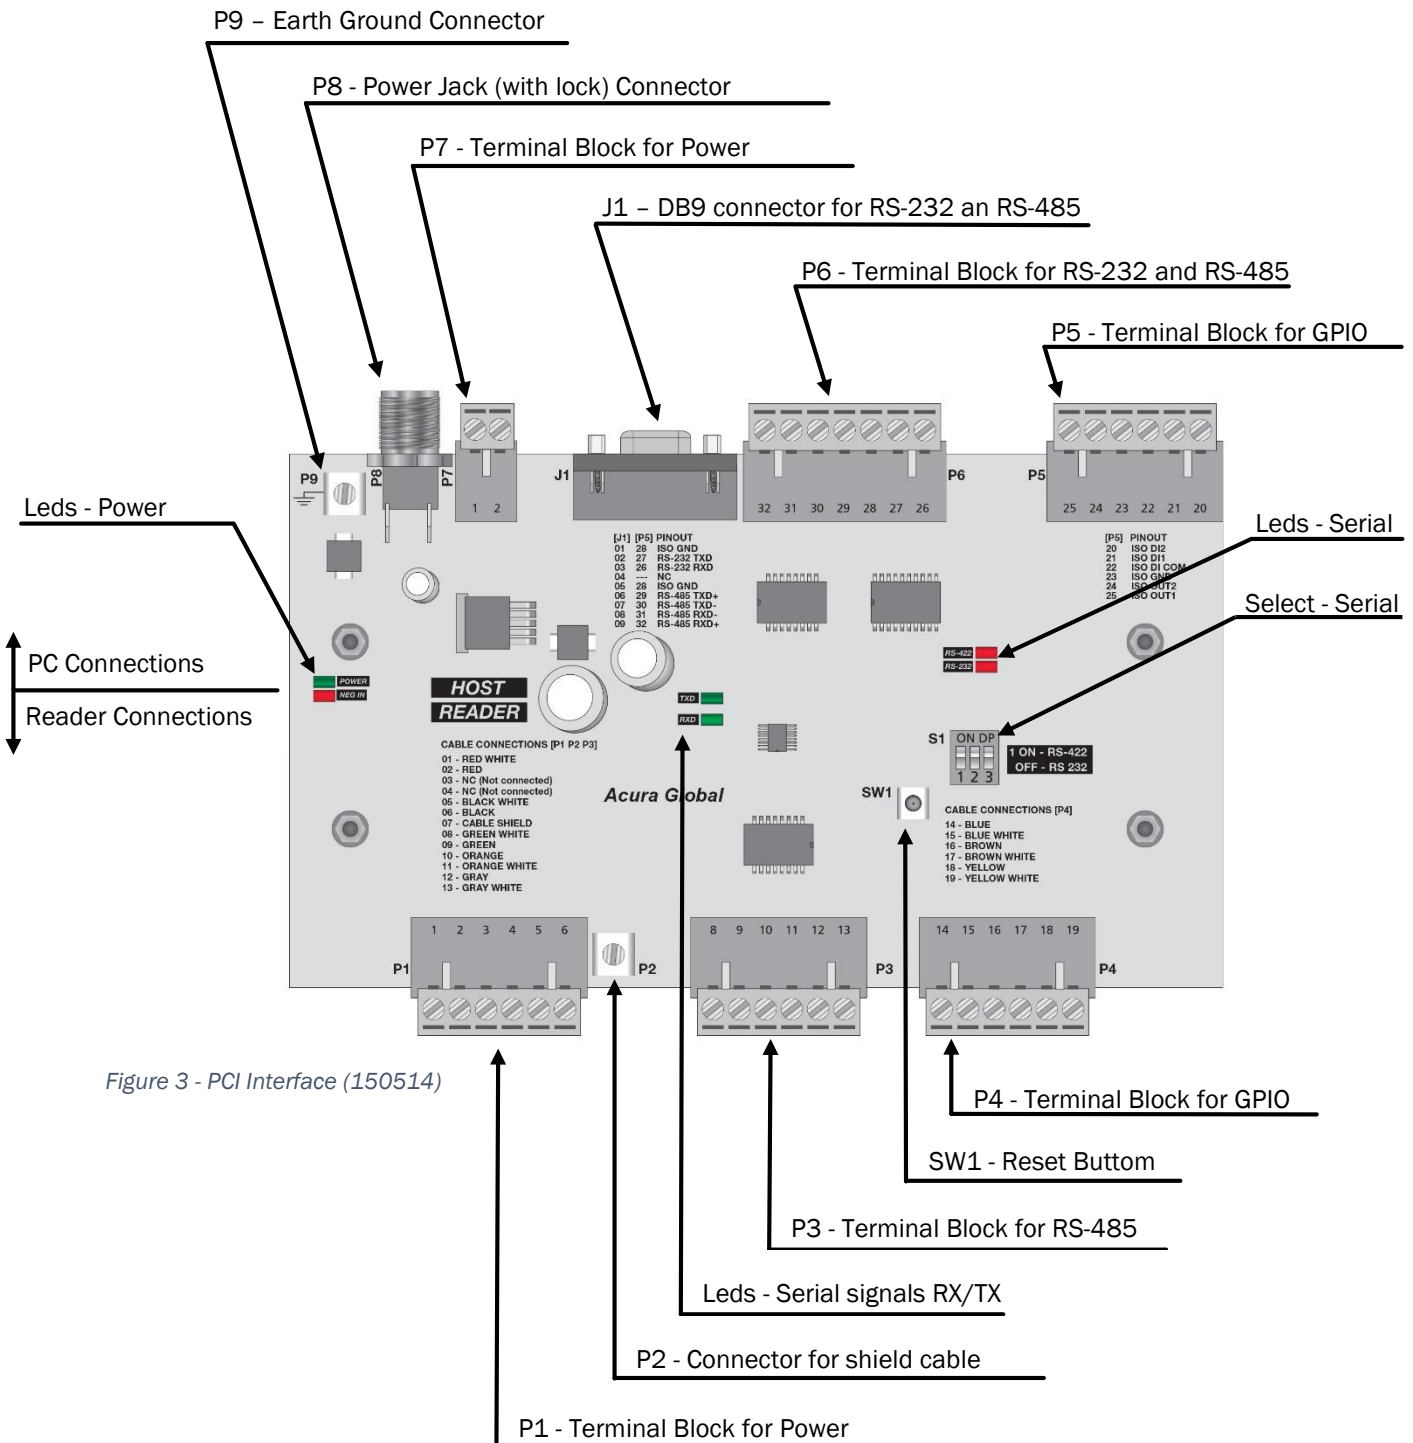 P9 – Earth Ground Connector
P8 - Power Jack (with lock) Connector
P7 - Terminal Block for Power
J1 – DB9 connector for RS-232 an RS-485
P6 - Terminal Block for RS-232 and RS-485
P5 - Terminal Block for GPIO
Leds - Power
Leds - Serial
Select - Serial
PC Connections
Reader Connections
P9
P8
P7
1 2
J1
32 31 30 29 28 27 26
P6
P5
25 24 23 22 21 20
[J1] [P5] PINOUT
01 28 ISO GND
02 27 RS-232 TXD
03 26 RS-232 RXD
04 --- NC
05 28 ISO GND
06 29 RS-485 TXD+
07 30 RS-485 TXD-
08 31 RS-485 RXD-
09 32 RS-485 RXD+
[P5] PINOUT
20 ISO DI2
21 ISO DI1
22 ISO DI COM
23 ISO GND
24 ISO OUT2
25 ISO OUT1
RS-422
RS-232
POWER
NEG IN
HOST
READER
TXD
RXD
S1
ON DP
1 2 3
1 ON - RS-422
OFF - RS 232
SW1
CABLE CONNECTIONS [P1 P2 P3]
01 - RED WHITE
02 - RED
03 - NC (Not connected)
04 - NC (Not connected)
05 - BLACK WHITE
06 - BLACK
07 - CABLE SHIELD
08 - GREEN WHITE
09 - GREEN
10 - ORANGE
11 - ORANGE WHITE
12 - GRAY
13 - GRAY WHITE
Acura Global
CABLE CONNECTIONS [P4]
14 - BLUE
15 - BLUE WHITE
16 - BROWN
17 - BROWN WHITE
18 - YELLOW
19 - YELLOW WHITE
1 2 3 4 5 6
P1
P2
8 9 10 11 12 13
P3
14 15 16 17 18 19
P4
Figure 3 - PCI Interface (150514)
P4 - Terminal Block for GPIO
SW1 - Reset Buttom
P3 - Terminal Block for RS-485
Leds - Serial signals RX/TX
P2 - Connector for shield cable
P1 - Terminal Block for Power